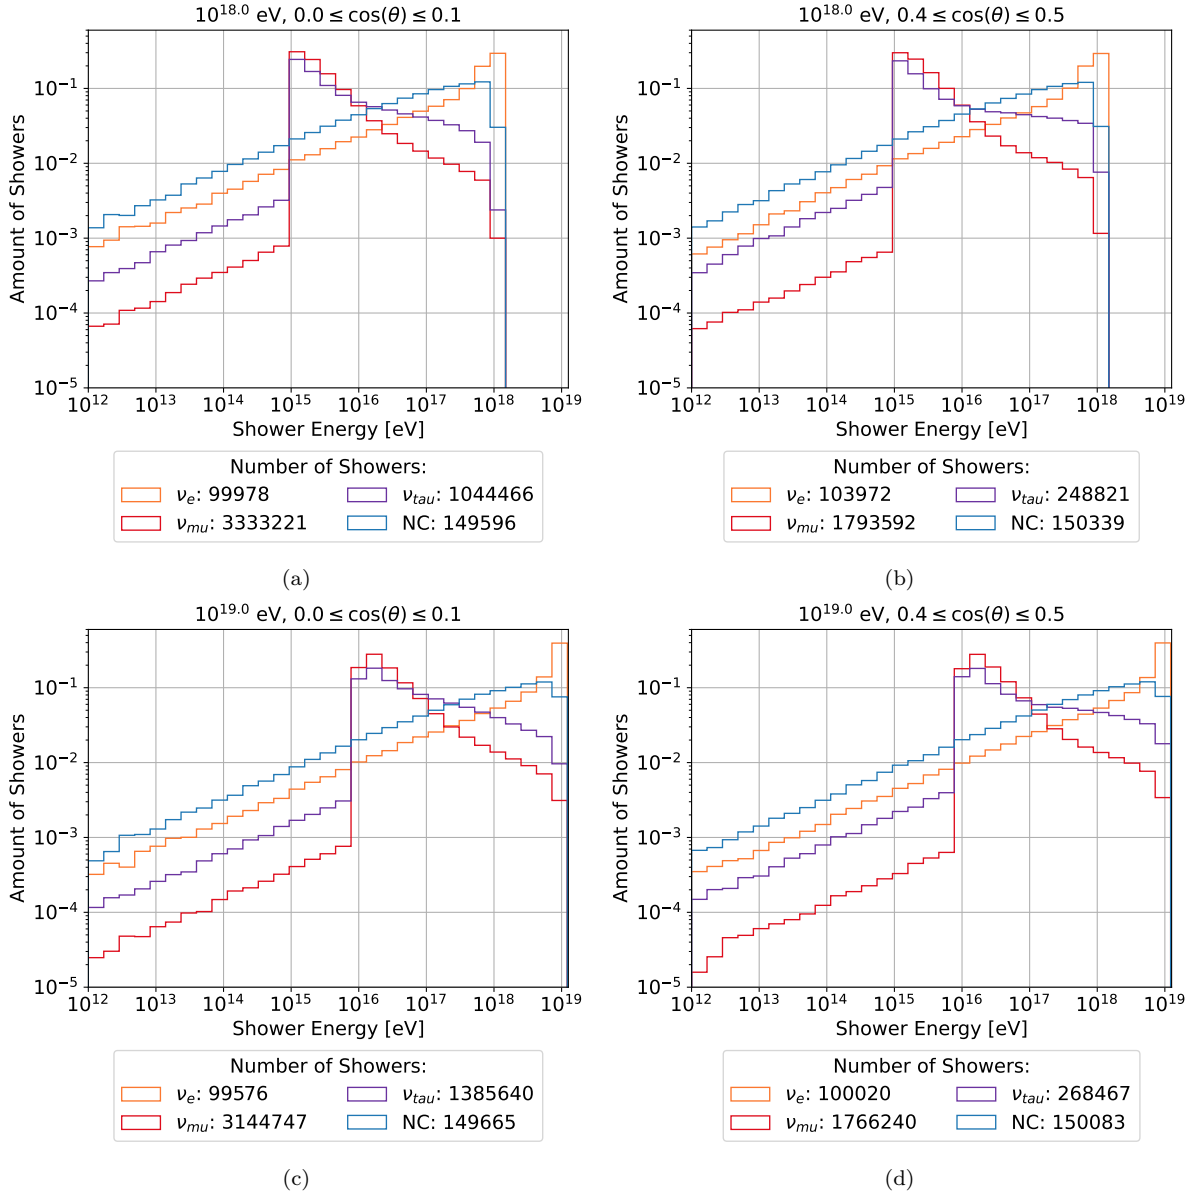 10^18.0 eV, 0.0 ≤ cos(θ) ≤ 0.1
Amount of Showers
10^−1
10^−2
10^−3
10^−4
10^−5
10^12 10^13 10^14 10^15 10^16 10^17 10^18 10^19
Shower Energy [eV]
Number of Showers:
ν_e: 99978 ν_tau: 1044466
ν_mu: 3333221 NC: 149596
(a)
10^18.0 eV, 0.4 ≤ cos(θ) ≤ 0.5
Amount of Showers
10^−1
10^−2
10^−3
10^−4
10^−5
10^12 10^13 10^14 10^15 10^16 10^17 10^18 10^19
Shower Energy [eV]
Number of Showers:
ν_e: 103972 ν_tau: 248821
ν_mu: 1793592 NC: 150339
(b)
10^19.0 eV, 0.0 ≤ cos(θ) ≤ 0.1
Amount of Showers
10^−1
10^−2
10^−3
10^−4
10^−5
10^12 10^13 10^14 10^15 10^16 10^17 10^18 10^19
Shower Energy [eV]
Number of Showers:
ν_e: 99576 ν_tau: 1385640
ν_mu: 3144747 NC: 149665
(c)
10^19.0 eV, 0.4 ≤ cos(θ) ≤ 0.5
Amount of Showers
10^−1
10^−2
10^−3
10^−4
10^−5
10^12 10^13 10^14 10^15 10^16 10^17 10^18 10^19
Shower Energy [eV]
Number of Showers:
ν_e: 100020 ν_tau: 268467
ν_mu: 1766240 NC: 150083
(d)